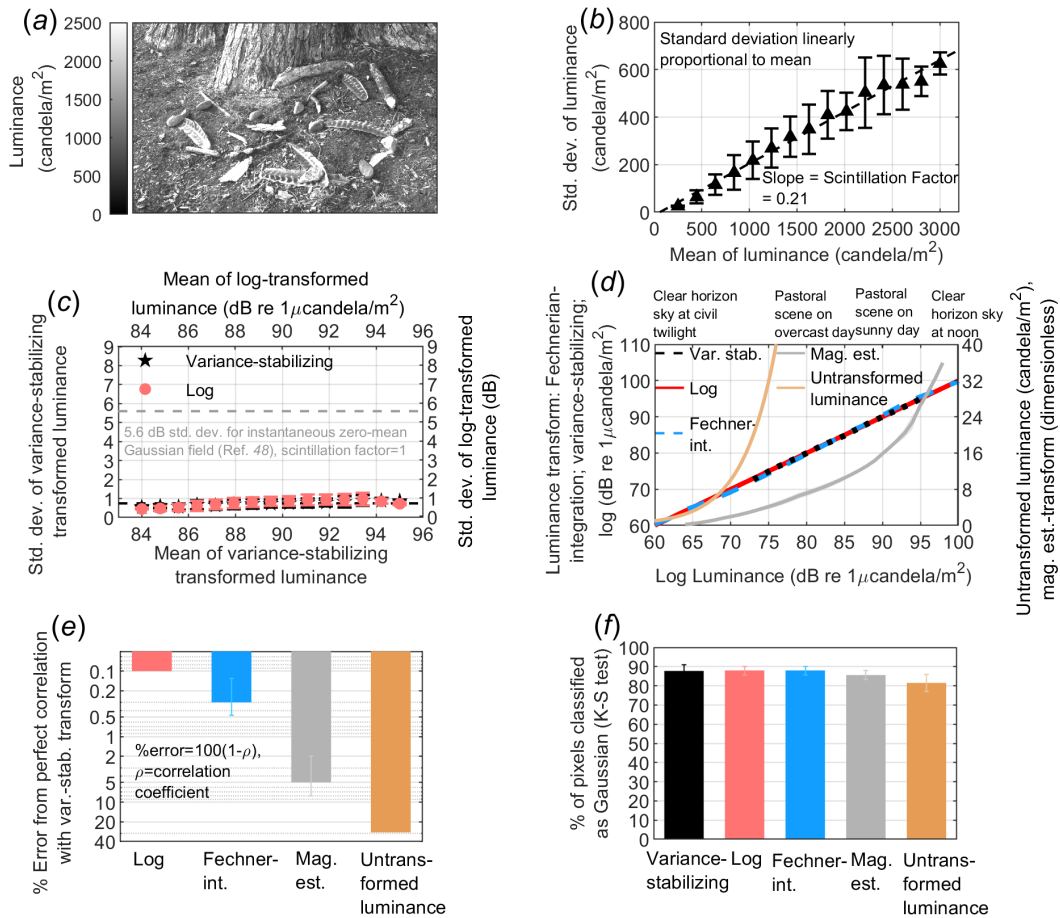 (a)
2500
2000
1500
1000
500
0
Luminance
(candela/m²)
(b)
800
600
400
200
0
Std. dev. of luminance
(candela/m²)
Standard deviation linearly
proportional to mean
Slope = Scintillation Factor
= 0.21
0 500 1000 1500 2000 2500 3000
Mean of luminance (candela/m²)
(c)
Mean of log-transformed
luminance (dB re 1μcandela/m²)
84 86 88 90 92 94 96
9
8
7
6
5
4
3
2
1
0
Std. dev. of variance-stabilizing
transformed luminance
Variance-stabilizing
Log
5.6 dB std. dev. for instantaneous zero-mean
Gaussian field (Ref. 48), scintillation factor=1
9
8
7
6
5
4
3
2
1
0
Std. dev. of log-transformed
luminance (dB)
84 86 88 90 92 94 96
Mean of variance-stabilizing
transformed luminance
(d)
Clear horizon
sky at civil
twilight
Pastoral
scene on
overcast day
Pastoral
scene on
sunny day
Clear
horizon sky
at noon
110
100
90
80
70
60
Luminance transform: Fechnerian-
integration; variance-stabilizing;
log (dB re 1μcandela/m²)
Var. stab.
Log
Fechner-
int.
Mag. est.
Untransformed
luminance
40
32
24
16
8
0
Untransformed luminance (candela/m²),
mag. est.-transform (dimensionless)
60 65 70 75 80 85 90 95 100
Log Luminance (dB re 1μcandela/m²)
(e)
0.1
0.2
0.5
1
2
5
10
20
40
% Error from perfect correlation
with var.-stab. transform
%error=100(1-ρ),
ρ=correlation
coefficient
Log
Fechner-
int.
Mag.
est.
Untrans-
formed
luminance
(f)
100
90
80
70
60
50
40
30
20
10
0
% of pixels classified
as Gaussian (K-S test)
Variance-
stabilizing
Log
Fechner-
int.
Mag.
est.
Untrans-
formed
luminance